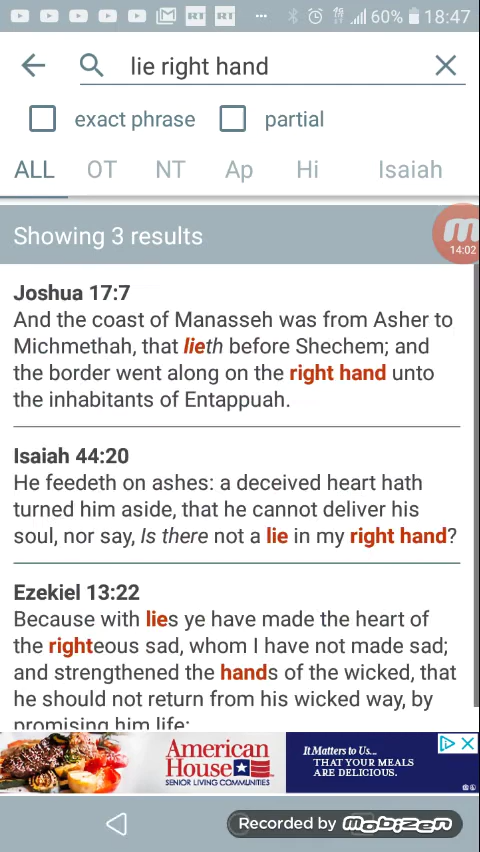 60% 18:47
lie right hand
exact phrase partial
ALL OT NT Ap Hi Isaiah
Showing 3 results
14:02
Joshua 17:7
And the coast of Manasseh was from Asher to
Michmethah, that lieth before Shechem; and
the border went along on the right hand unto
the inhabitants of Entappuah.
Isaiah 44:20
He feedeth on ashes: a deceived heart hath
turned him aside, that he cannot deliver his
soul, nor say, Is there not a lie in my right hand?
Ezekiel 13:22
Because with lies ye have made the heart of
the righteous sad, whom I have not made sad;
and strengthened the hands of the wicked, that
he should not return from his wicked way, by
promising him life:
American
House
SENIOR LIVING COMMUNITIES
It Matters to Us...
THAT YOUR MEALS
ARE DELICIOUS.
Recorded by mobizen